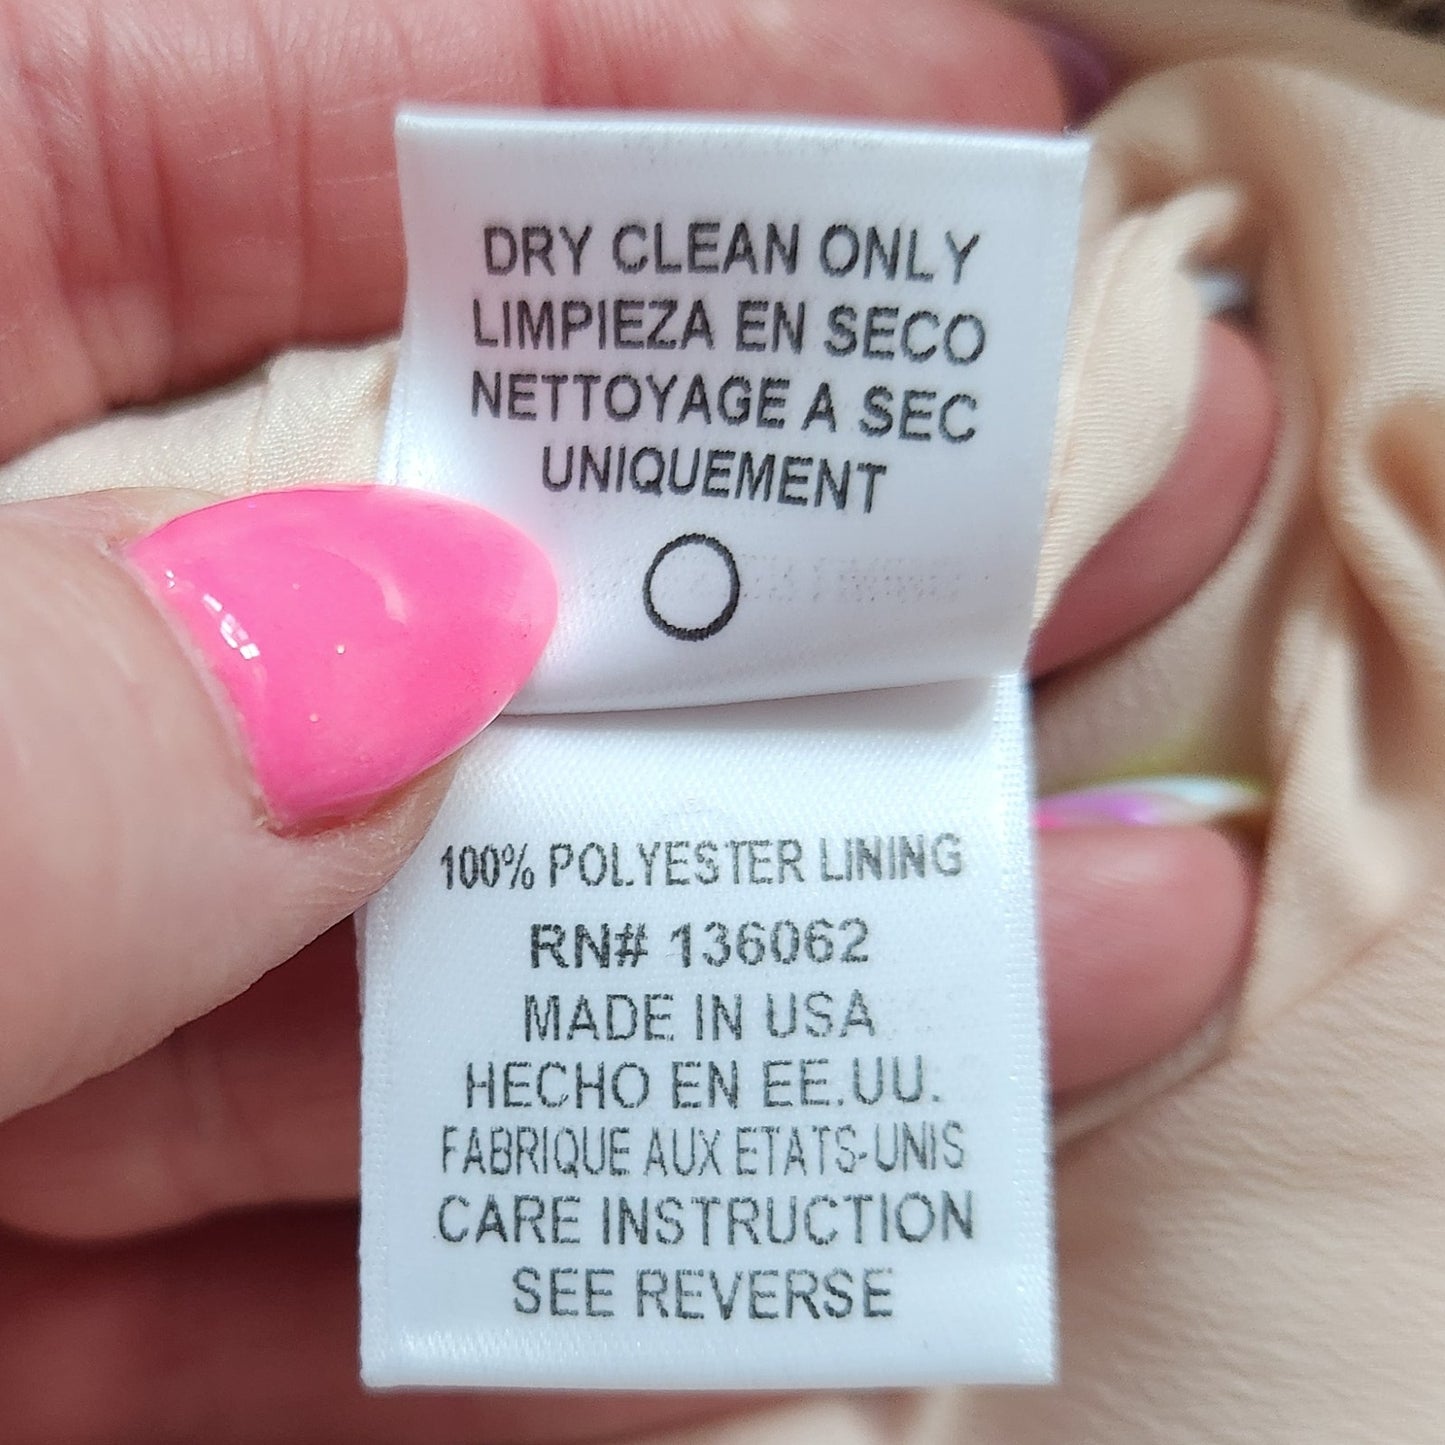 DRY CLEAN ONLY
LIMPIEZA EN SECO
NETTOYAGE A SEC
UNIQUEMENT
100% POLYESTER LINING
RN# 136062
MADE IN USA
HECHO EN EE.UU.
FABRIQUE AUX ETATS-UNIS
CARE INSTRUCTION
SEE REVERSE